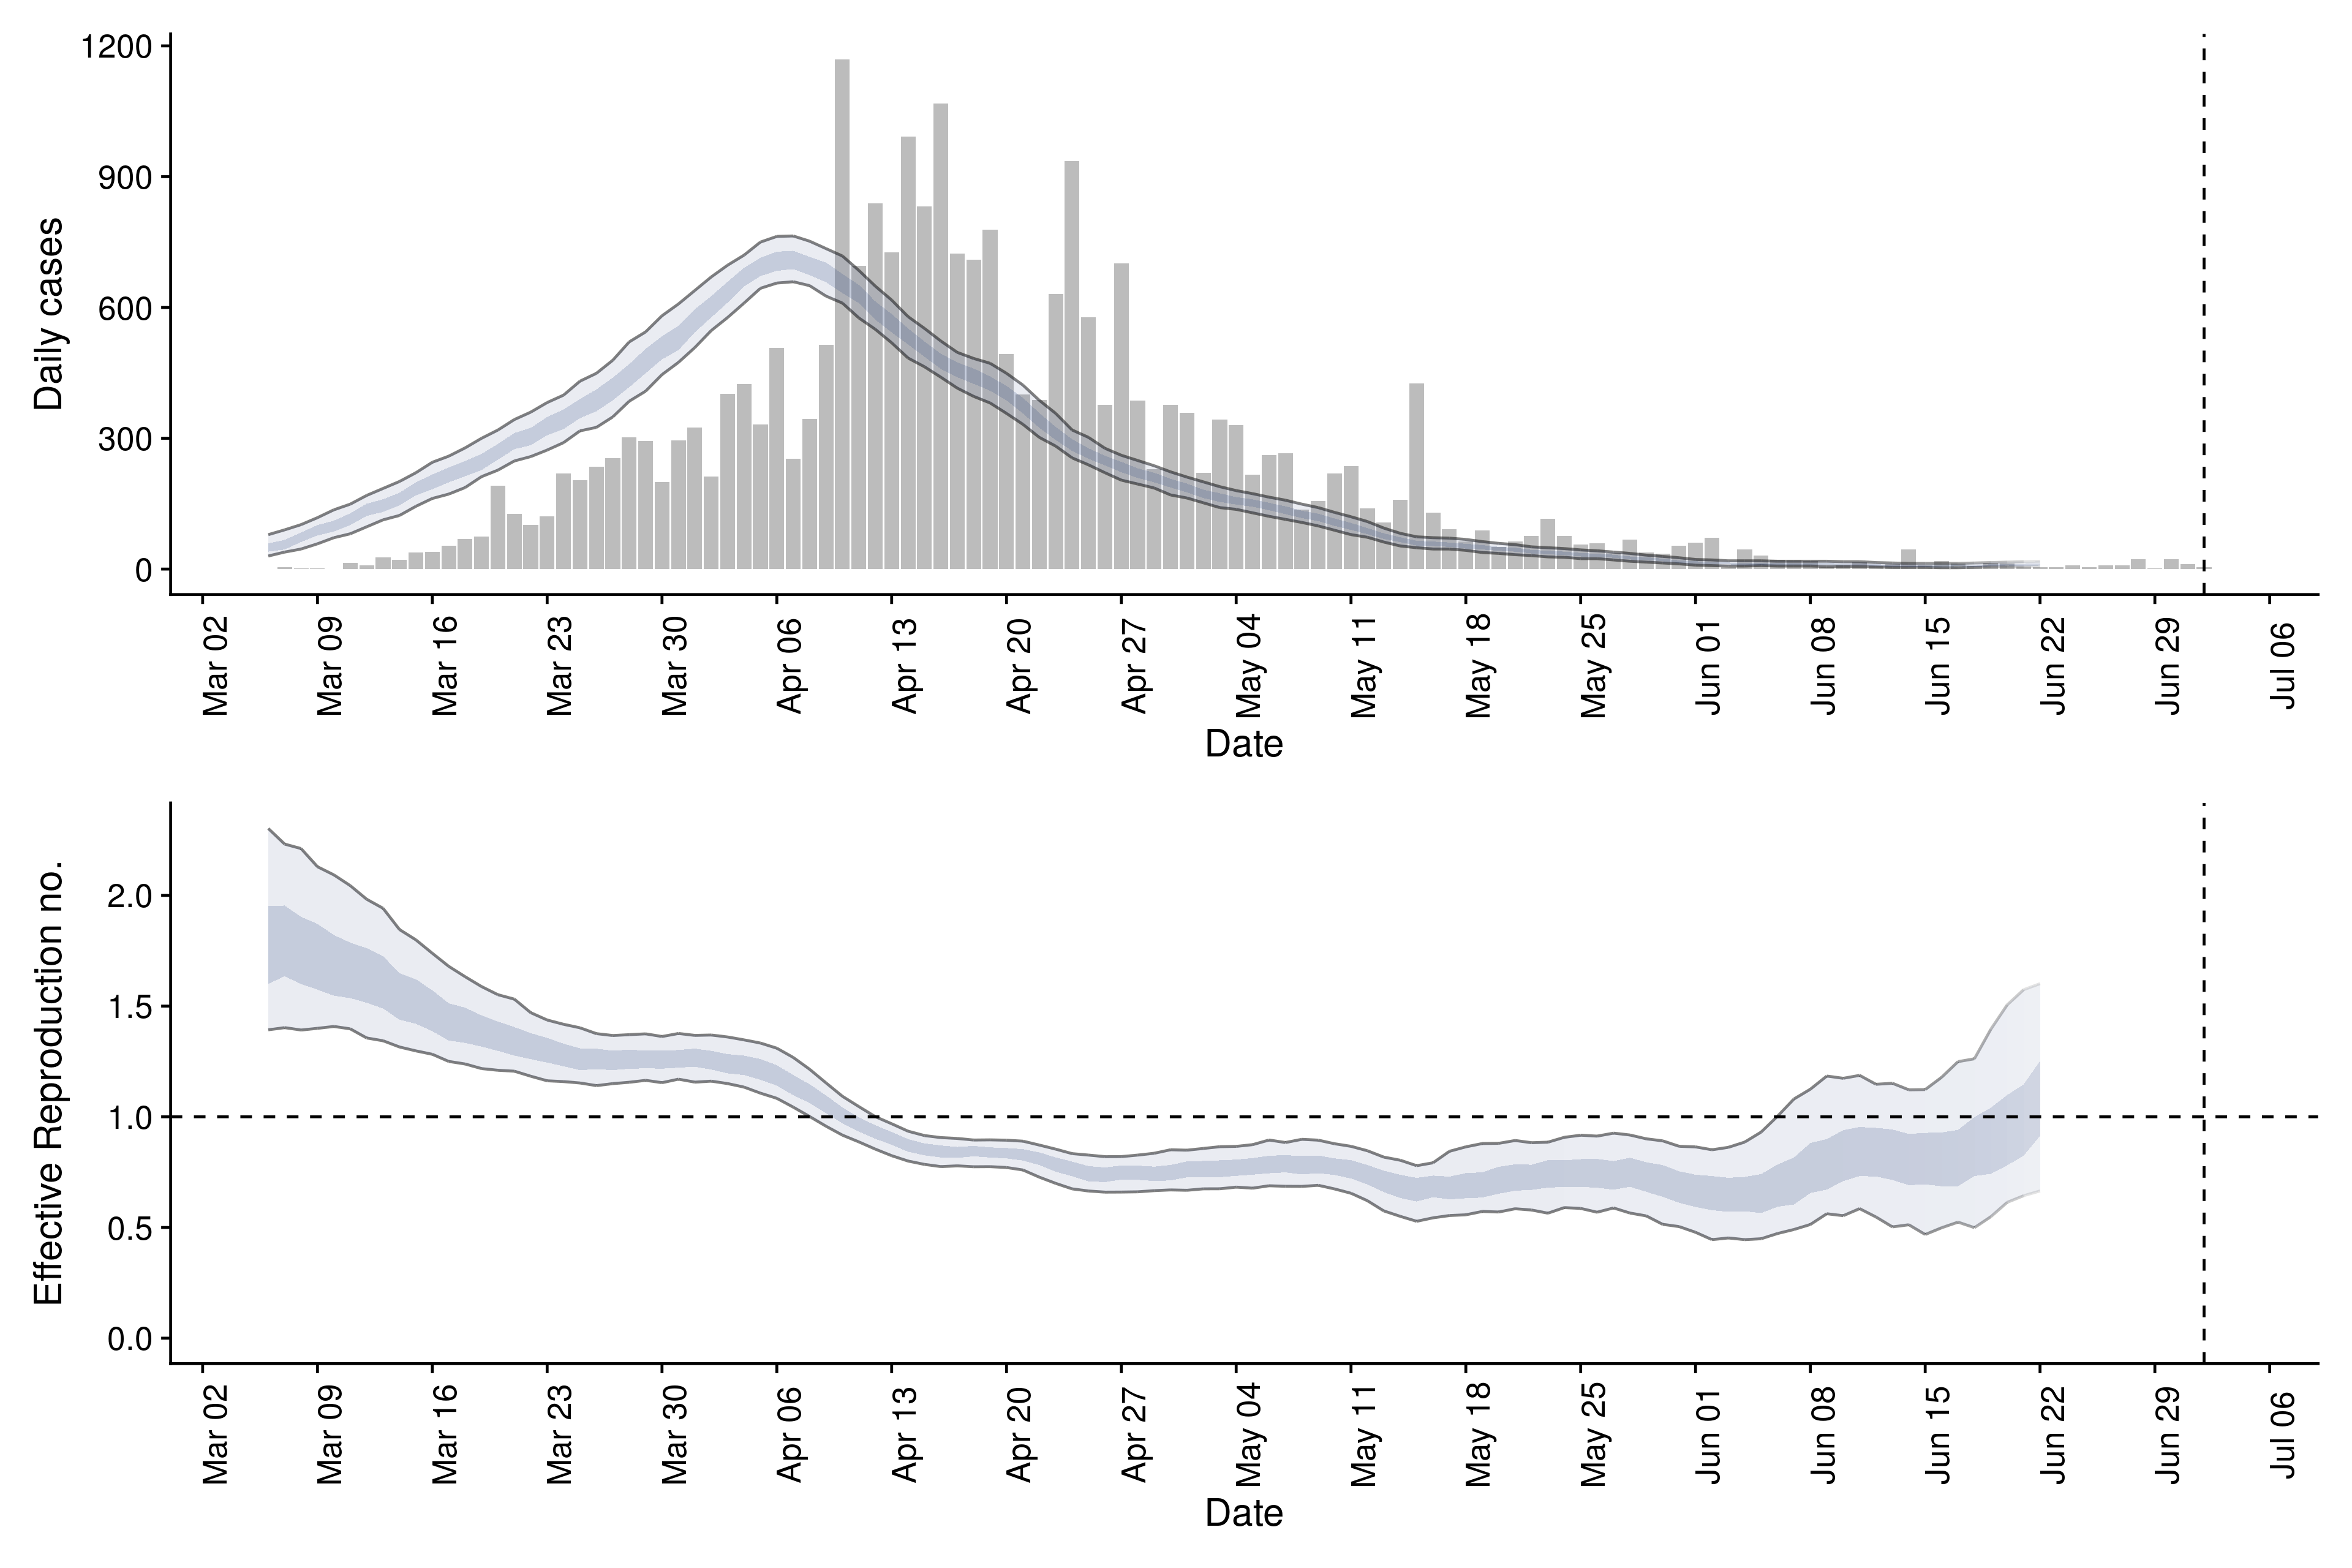 Daily cases
1200
900
600
300
0
Mar 02
Mar 09
Mar 16
Mar 23
Mar 30
Apr 06
Apr 13
Apr 20
Apr 27
May 04
May 11
May 18
May 25
Jun 01
Jun 08
Jun 15
Jun 22
Jun 29
Jul 06
Date
Effective Reproduction no.
2.0
1.5
1.0
0.5
0.0
Mar 02
Mar 09
Mar 16
Mar 23
Mar 30
Apr 06
Apr 13
Apr 20
Apr 27
May 04
May 11
May 18
May 25
Jun 01
Jun 08
Jun 15
Jun 22
Jun 29
Jul 06
Date